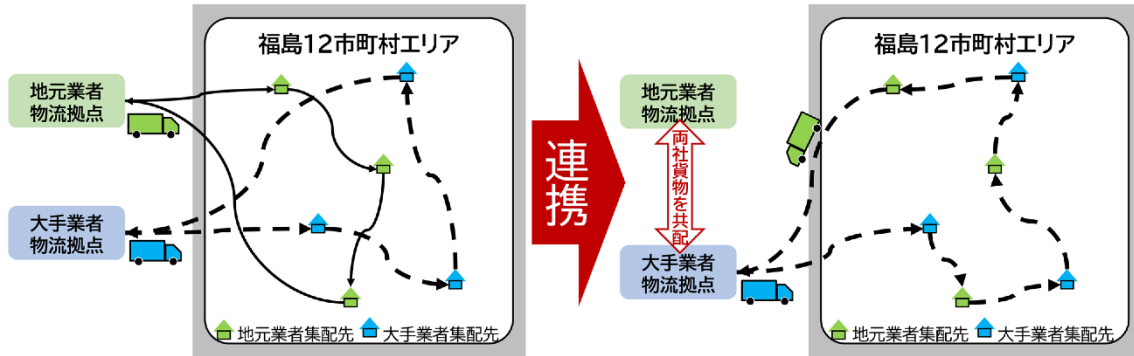 福島12市町村エリア
地元業者
物流拠点
大手業者
物流拠点
地元業者集配先
大手業者集配先
連携
福島12市町村エリア
地元業者
物流拠点
両社貨物を共配
大手業者
物流拠点
地元業者集配先
大手業者集配先